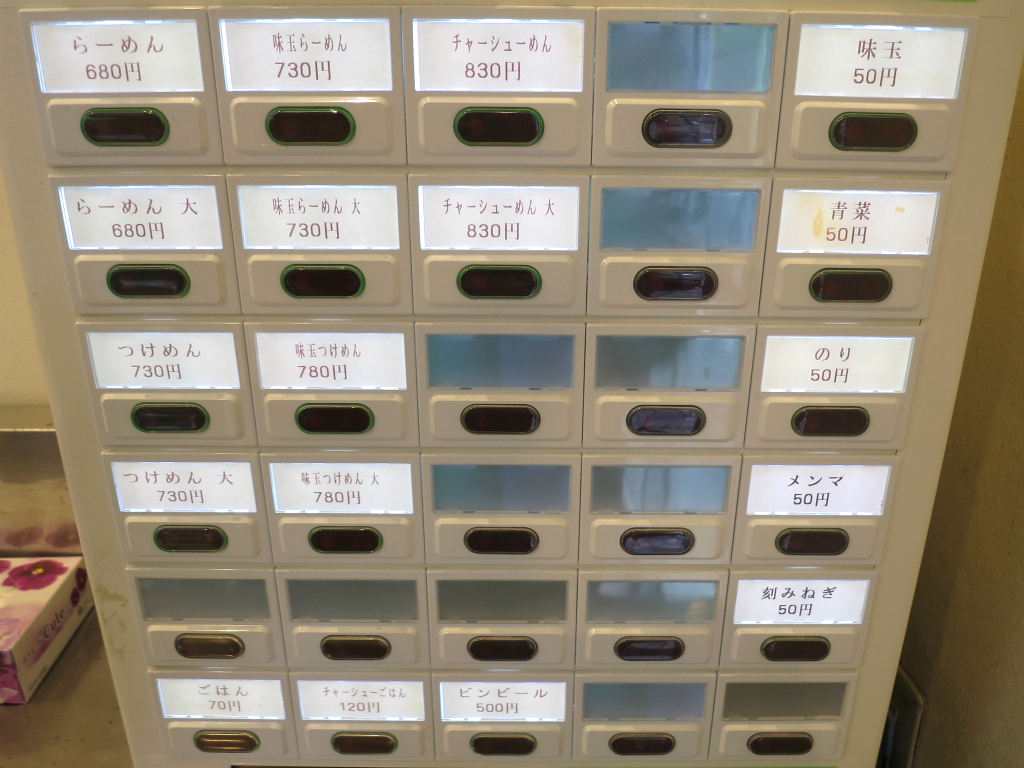 らーめん
680円
味玉らーめん
730円
チャーシューめん
830円
味玉
50円
らーめん 大
680円
味玉らーめん 大
730円
チャーシューめん 大
830円
青菜
50円
つけめん
730円
味玉つけめん
780円
のり
50円
つけめん 大
730円
味玉つけめん 大
780円
メンマ
50円
刻みねぎ
50円
ごはん
70円
チャーシューごはん
120円
ビンビール
500円
Cute